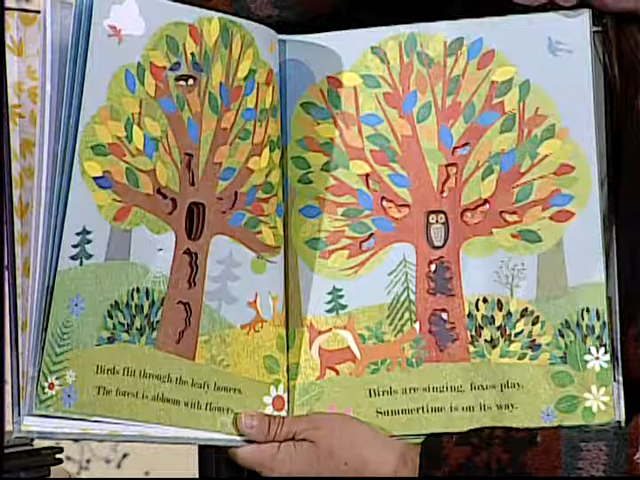 Birds flit through the leafy bowers.
The forest is abloom with flowers.
Birds are singing, foxes play,
Summertime is on its way.